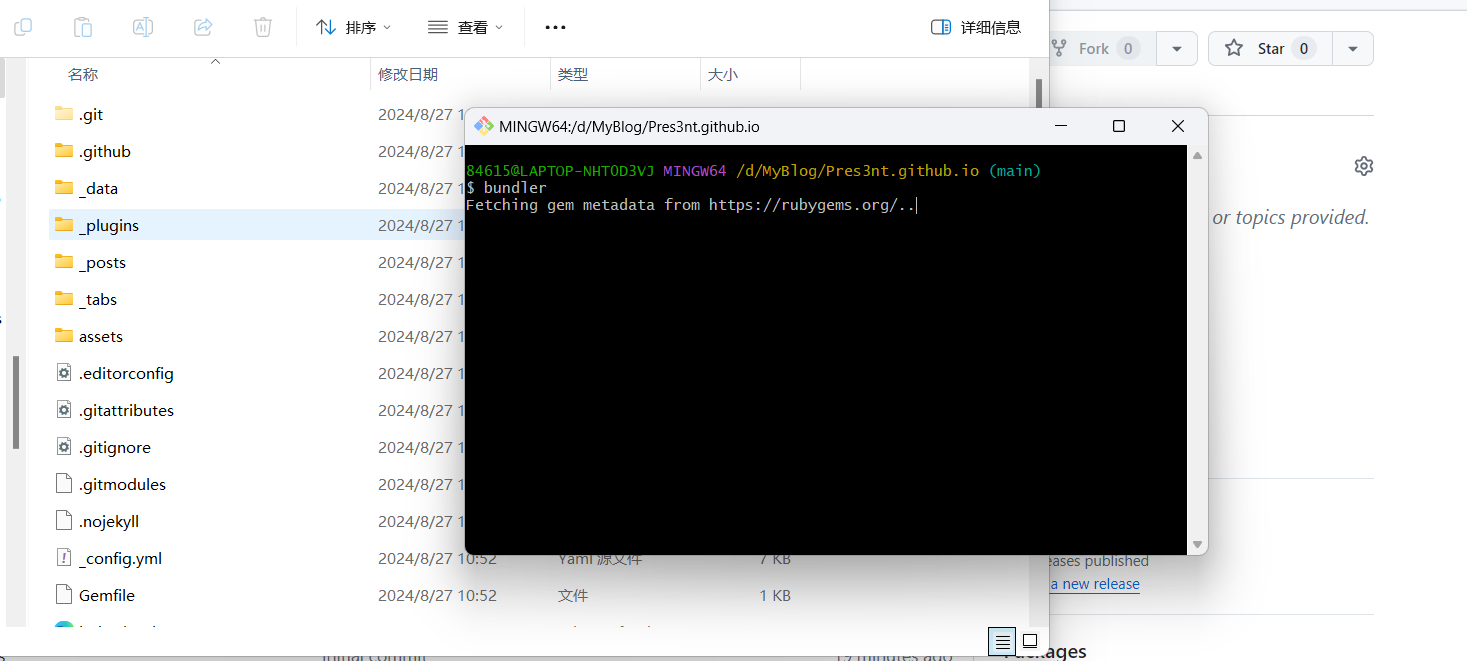 排序 查看 详细信息
Fork 0 Star 0
名称 修改日期 类型 大小
.git 2024/8/27 1
.github 2024/8/27 1
_data 2024/8/27 1
_plugins 2024/8/27 1
_posts 2024/8/27 1
_tabs 2024/8/27 1
assets 2024/8/27 1
.editorconfig 2024/8/27 1
.gitattributes 2024/8/27 1
.gitignore 2024/8/27 1
.gitmodules 2024/8/27 1
.nojekyll 2024/8/27 1
_config.yml 2024/8/27 10:52 Yaml 源文件 7 KB
Gemfile 2024/8/27 10:52 文件 1 KB
MINGW64:/d/MyBlog/Pres3nt.github.io
84615@LAPTOP-NHT0D3VJ MINGW64 /d/MyBlog/Pres3nt.github.io (main)
$ bundler
Fetching gem metadata from https://rubygems.org/..
or topics provided.
eases published
a new release
Packages
Initial commit 19 minutes ago